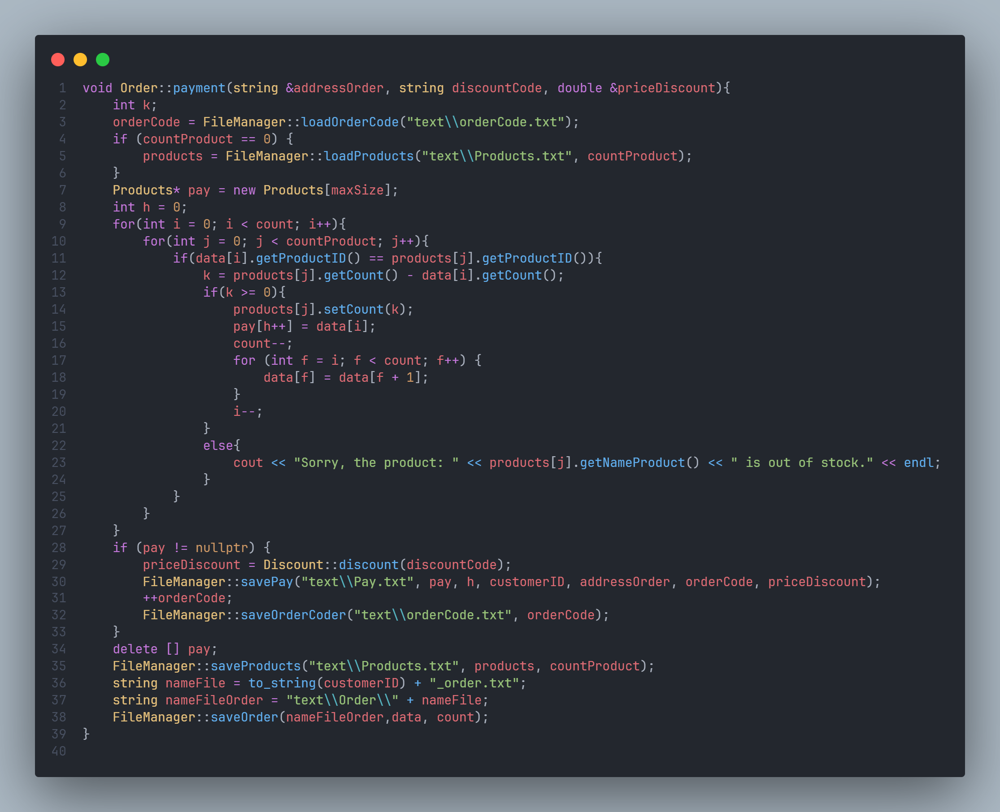 1 void Order::payment(string &addressOrder, string discountCode, double &priceDiscount){
2     int k;
3     orderCode = FileManager::loadOrderCode("text\\orderCode.txt");
4     if (countProduct == 0) {
5         products = FileManager::loadProducts("text\\Products.txt", countProduct);
6     }
7     Products* pay = new Products[maxSize];
8     int h = 0;
9     for(int i = 0; i < count; i++){
10         for(int j = 0; j < countProduct; j++){
11             if(data[i].getProductID() == products[j].getProductID()){
12                 k = products[j].getCount() - data[i].getCount();
13                 if(k >= 0){
14                     products[j].setCount(k);
15                     pay[h++] = data[i];
16                     count--;
17                     for (int f = i; f < count; f++) {
18                         data[f] = data[f + 1];
19                     }
20                     i--;
21                 }
22                 else{
23                     cout << "Sorry, the product: " << products[j].getNameProduct() << " is out of stock." << endl;
24                 }
25             }
26         }
27     }
28     if (pay != nullptr) {
29         priceDiscount = Discount::discount(discountCode);
30         FileManager::savePay("text\\Pay.txt", pay, h, customerID, addressOrder, orderCode, priceDiscount);
31         ++orderCode;
32         FileManager::saveOrderCoder("text\\orderCode.txt", orderCode);
33     }
34     delete [] pay;
35     FileManager::saveProducts("text\\Products.txt", products, countProduct);
36     string nameFile = to_string(customerID) + "_order.txt";
37     string nameFileOrder = "text\\Order\\" + nameFile;
38     FileManager::saveOrder(nameFileOrder,data, count);
39 }
40